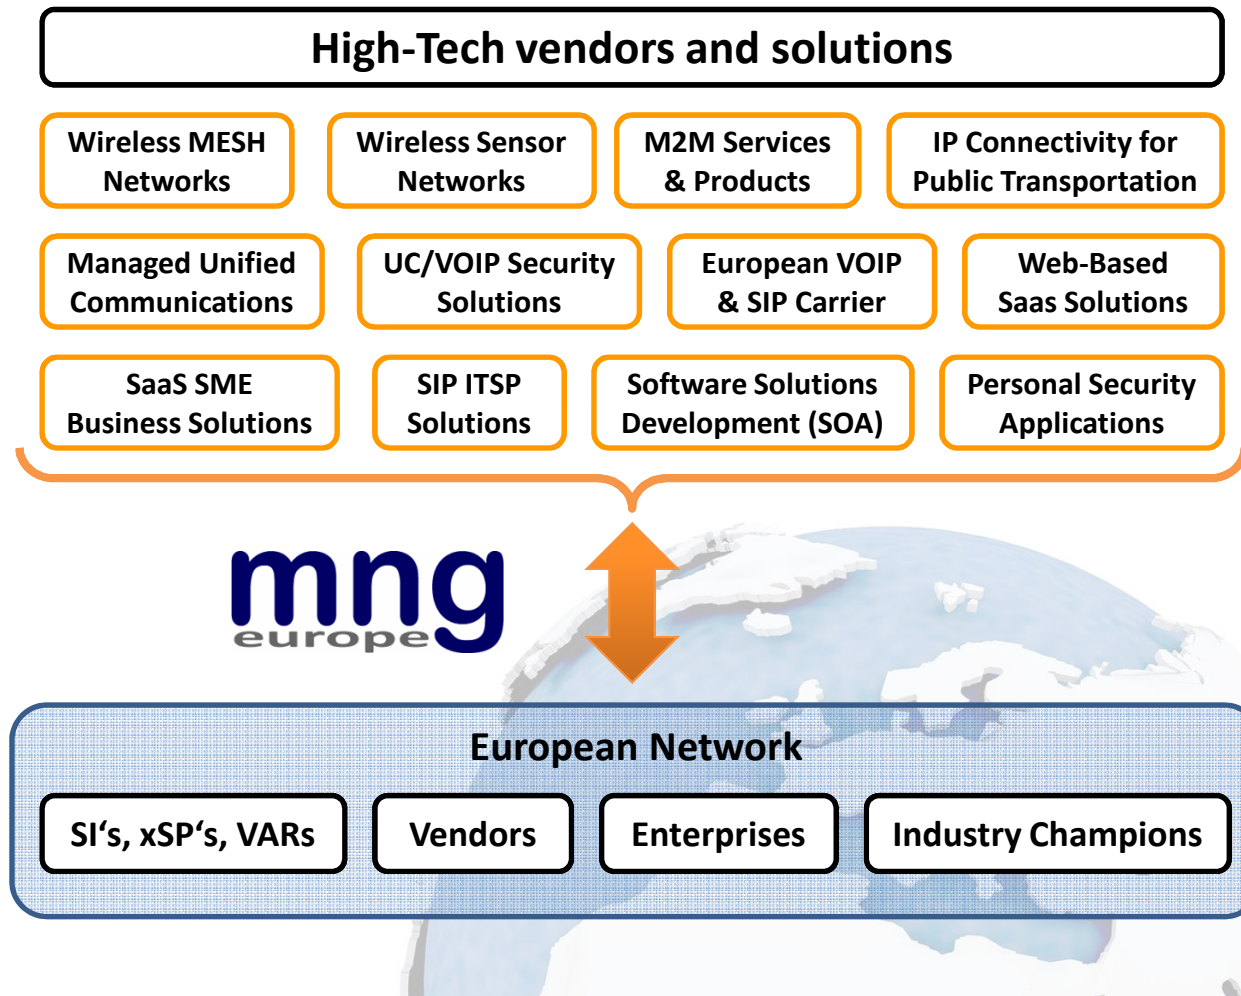 High-Tech vendors and solutions
Wireless MESH
Networks
Wireless Sensor
Networks
M2M Services
& Products
IP Connectivity for
Public Transportation
Managed Unified
Communications
UC/VOIP Security
Solutions
European VOIP
& SIP Carrier
Web-Based
Saas Solutions
SaaS SME
Business Solutions
SIP ITSP
Solutions
Software Solutions
Development (SOA)
Personal Security
Applications
mng
europe
European Network
SI‘s, xSP‘s, VARs
Vendors
Enterprises
Industry Champions